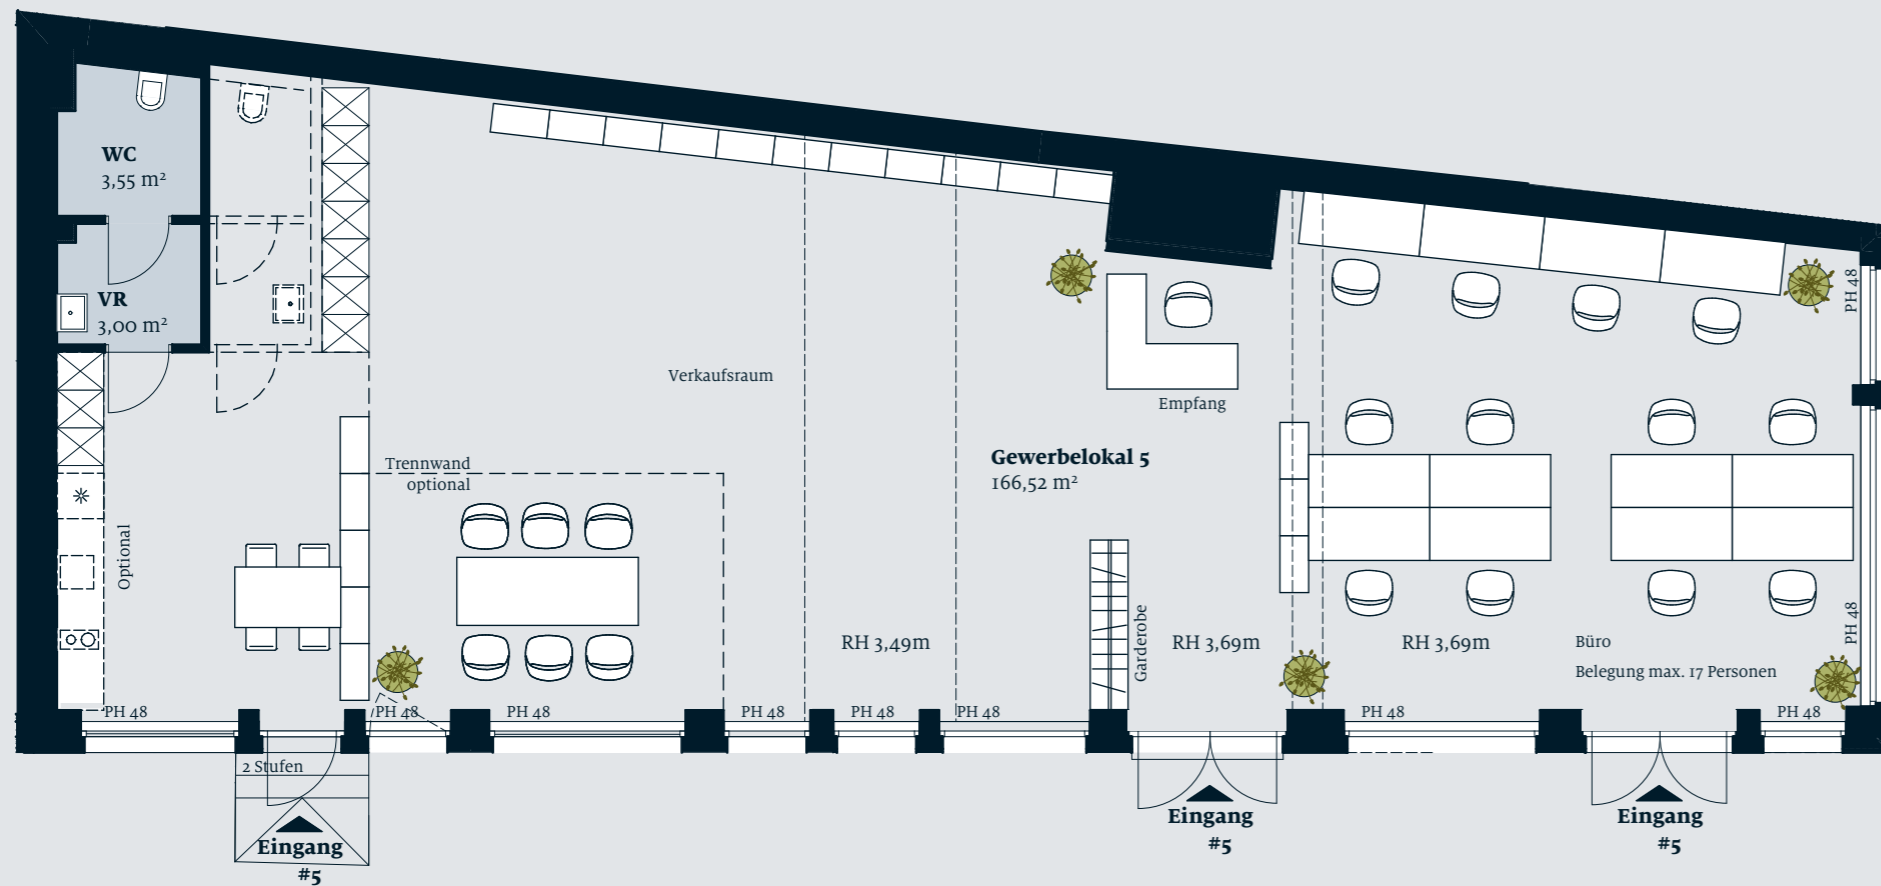 WC
3,55 m²
VR
3,00 m²
Optional
Verkaufsraum
Trennwand
optional
Empfang
Gewerbelokal 5
166,52 m²
Garderobe
RH 3,49m
RH 3,69m
RH 3,69m
Büro
Belegung max. 17 Personen
PH 48
PH 48
PH 48
PH 48
PH 48
PH 48
PH 48
PH 48
PH 48
PH 48
2 Stufen
Eingang
#5
Eingang
#5
Eingang
#5